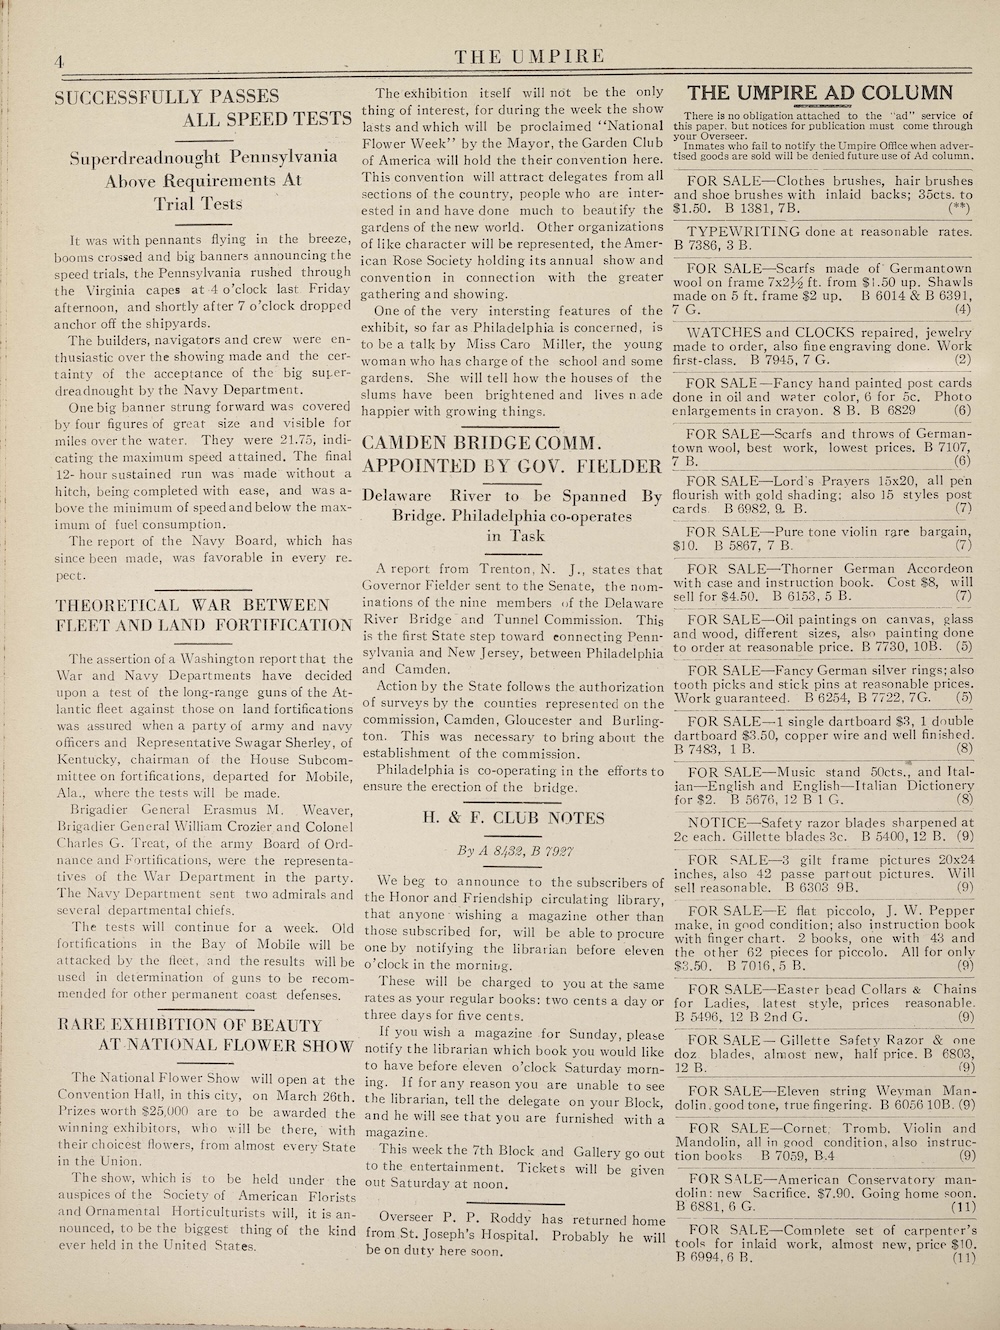 4
THE UMPIRE
SUCCESSFULLY PASSES
ALL SPEED TESTS
Superdreadnought Pennsylvania
Above Requirements At
Trial Tests
It was with pennants flying in the breeze,
booms crossed and big banners announcing the
speed trials, the Pennsylvania rushed through
the Virginia capes at 4 o'clock last Friday
afternoon, and shortly after 7 o'clock dropped
anchor off the shipyards.
The builders, navigators and crew were en-
thusiastic over the showing made and the cer-
tainty of the acceptance of the big super-
dreadnought by the Navy Department.
One big banner strung forward was covered
by four figures of great size and visible for
miles over the water. They were 21.75, indi-
cating the maximum speed attained. The final
12- hour sustained run was made without a
hitch, being completed with ease, and was a-
bove the minimum of speed and below the max-
imum of fuel consumption.
The report of the Navy Board, which has
since been made, was favorable in every re-
pect.
THEORETICAL WAR BETWEEN
FLEET AND LAND FORTIFICATION
The assertion of a Washington report that the
War and Navy Departments have decided
upon a test of the long-range guns of the At-
lantic fleet against those on land fortifications
was assured when a party of army and navy
officers and Representative Swagar Sherley, of
Kentucky, chairman of the House Subcom-
mittee on fortifications, departed for Mobile,
Ala., where the tests will be made.
Brigadier General Erasmus M. Weaver,
Brigadier General William Crozier and Colonel
Charles G. Treat, of the army Board of Ord-
nance and Fortifications, were the representa-
tives of the War Department in the party.
The Navy Department sent two admirals and
several departmental chiefs.
The tests will continue for a week. Old
fortifications in the Bay of Mobile will be
attacked by the fleet, and the results will be
used in determination of guns to be recom-
mended for other permanent coast defenses.
RARE EXHIBITION OF BEAUTY
AT NATIONAL FLOWER SHOW
The National Flower Show will open at the
Convention Hall, in this city, on March 26th.
Prizes worth $25,000 are to be awarded the
winning exhibitors, who will be there, with
their choicest flowers, from almost every State
in the Union.
The show, which is to be held under the
auspices of the Society of American Florists
and Ornamental Horticulturists will, it is an-
nounced, to be the biggest thing of the kind
ever held in the United States.
The exhibition itself will not be the only
thing of interest, for during the week the show
lasts and which will be proclaimed "National
Flower Week" by the Mayor, the Garden Club
of America will hold the their convention here.
This convention will attract delegates from all
sections of the country, people who are inter-
ested in and have done much to beautify the
gardens of the new world. Other organizations
of like character will be represented, the Amer-
ican Rose Society holding its annual show and
convention in connection with the greater
gathering and showing.
One of the very intersting features of the
exhibit, so far as Philadelphia is concerned, is
to be a talk by Miss Caro Miller, the young
woman who has charge of the school and some
gardens. She will tell how the houses of the
slums have been brightened and lives n ade
happier with growing things.
CAMDEN BRIDGE COMM.
APPOINTED BY GOV. FIELDER
Delaware River to be Spanned By
Bridge. Philadelphia co-operates
in Task
A report from Trenton, N. J., states that
Governor Fielder sent to the Senate, the nom-
inations of the nine members of the Delaware
River Bridge and Tunnel Commission. This
is the first State step toward connecting Penn-
sylvania and New Jersey, between Philadelphia
and Camden.
Action by the State follows the authorization
of surveys by the counties represented on the
commission, Camden, Gloucester and Burling-
ton. This was necessary to bring about the
establishment of the commission.
Philadelphia is co-operating in the efforts to
ensure the erection of the bridge.
H. & F. CLUB NOTES
By A 8432, B 7927
We beg to announce to the subscribers of
the Honor and Friendship circulating library,
that anyone wishing a magazine other than
those subscribed for, will be able to procure
one by notifying the librarian before eleven
o'clock in the morning.
These will be charged to you at the same
rates as your regular books: two cents a day or
three days for five cents.
If you wish a magazine for Sunday, please
notify the librarian which book you would like
to have before eleven o'clock Saturday morn-
ing. If for any reason you are unable to see
the librarian, tell the delegate on your Block,
and he will see that you are furnished with a
magazine.
This week the 7th Block and Gallery go out
to the entertainment. Tickets will be given
out Saturday at noon.
Overseer P. P. Roddy has returned home
from St. Joseph's Hospital. Probably he will
be on duty here soon.
THE UMPIRE AD COLUMN
There is no obligation attached to the "ad" service of
this paper, but notices for publication must come through
your Overseer.
Inmates who fail to notify the Umpire Office when adver-
tised goods are sold will be denied future use of Ad column.
FOR SALE—Clothes brushes, hair brushes
and shoe brushes with inlaid backs; 35cts. to
$1.50. B 1381, 7B. (**)
TYPEWRITING done at reasonable rates.
B 7386, 3 B.
FOR SALE—Scarfs made of Germantown
wool on frame 7x2½ ft. from $1.50 up. Shawls
made on 5 ft. frame $2 up. B 6014 & B 6391,
7 G. (4)
WATCHES and CLOCKS repaired, jewelry
made to order, also fine engraving done. Work
first-class. B 7945, 7 G. (2)
FOR SALE—Fancy hand painted post cards
done in oil and water color, 6 for 5c. Photo
enlargements in crayon. 8 B. B 6829 (6)
FOR SALE—Scarfs and throws of German-
town wool, best work, lowest prices. B 7107,
7 B. (6)
FOR SALE—Lord's Prayers 15x20, all pen
flourish with gold shading; also 15 styles post
cards. B 6982, 9 B. (7)
FOR SALE—Pure tone violin rare bargain,
$10. B 5867, 7 B. (7)
FOR SALE—Thorner German Accordeon
with case and instruction book. Cost $8, will
sell for $4.50. B 6153, 5 B. (7)
FOR SALE—Oil paintings on canvas, glass
and wood, different sizes, also painting done
to order at reasonable price. B 7730, 10B. (5)
FOR SALE—Fancy German silver rings; also
tooth picks and stick pins at reasonable prices.
Work guaranteed. B 6254, B 7722, 7G. (5)
FOR SALE—1 single dartboard $3, 1 double
dartboard $3.50, copper wire and well finished.
B 7483, 1 B. (8)
FOR SALE—Music stand 50cts., and Ital-
ian—English and English—Italian Dictionery
for $2. B 5676, 12 B 1 G. (8)
NOTICE—Safety razor blades sharpened at
2c each. Gillette blades 3c. B 5400, 12 B. (9)
FOR SALE—3 gilt frame pictures 20x24
inches, also 42 passe partout pictures. Will
sell reasonable. B 6303 9B. (9)
FOR SALE—E flat piccolo, J. W. Pepper
make, in good condition; also instruction book
with finger chart. 2 books, one with 43 and
the other 62 pieces for piccolo. All for only
$3.50. B 7016, 5 B. (9)
FOR SALE—Easter bead Collars & Chains
for Ladies, latest style, prices reasonable.
B 5496, 12 B 2nd G. (9)
FOR SALE—Gillette Safety Razor & one
doz blades, almost new, half price. B 6803,
12 B. (9)
FOR SALE—Eleven string Weyman Man-
dolin, good tone, true fingering. B 6056 10B. (9)
FOR SALE—Cornet, Tromb. Violin and
Mandolin, all in good condition, also instruc-
tion books B 7059, B.4 (9)
FOR SALE—American Conservatory man-
dolin: new Sacrifice. $7.90. Going home soon.
B 6881, 6 G. (11)
FOR SALE—Complete set of carpenter's
tools for inlaid work, almost new, price $10.
B 6994, 6 B. (11)